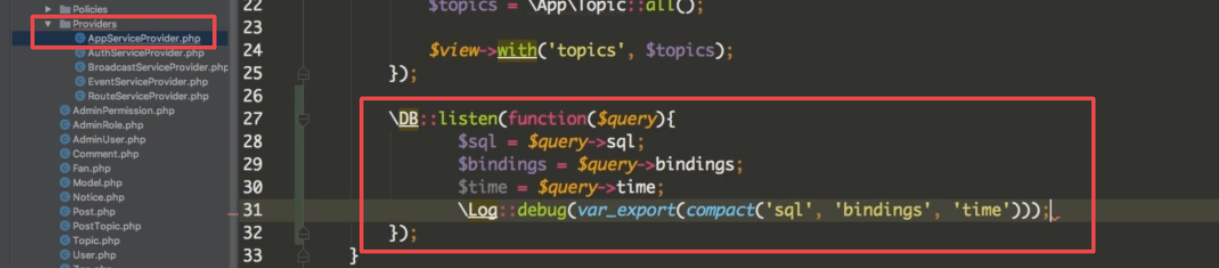 Policies
Providers
AppServiceProvider.php
AuthServiceProvider.php
BroadcastServiceProvider.php
EventServiceProvider.php
RouteServiceProvider.php
AdminPermission.php
AdminRole.php
AdminUser.php
Comment.php
Fan.php
Model.php
Notice.php
Post.php
PostTopic.php
Topic.php
User.php
22 $topics = \App\Topic::all();
23
24 $view->with('topics', $topics);
25 });
26
27 \DB::listen(function($query){
28 $sql = $query->sql;
29 $bindings = $query->bindings;
30 $time = $query->time;
31 \Log::debug(var_export(compact('sql', 'bindings', 'time')));
32 });
33 }